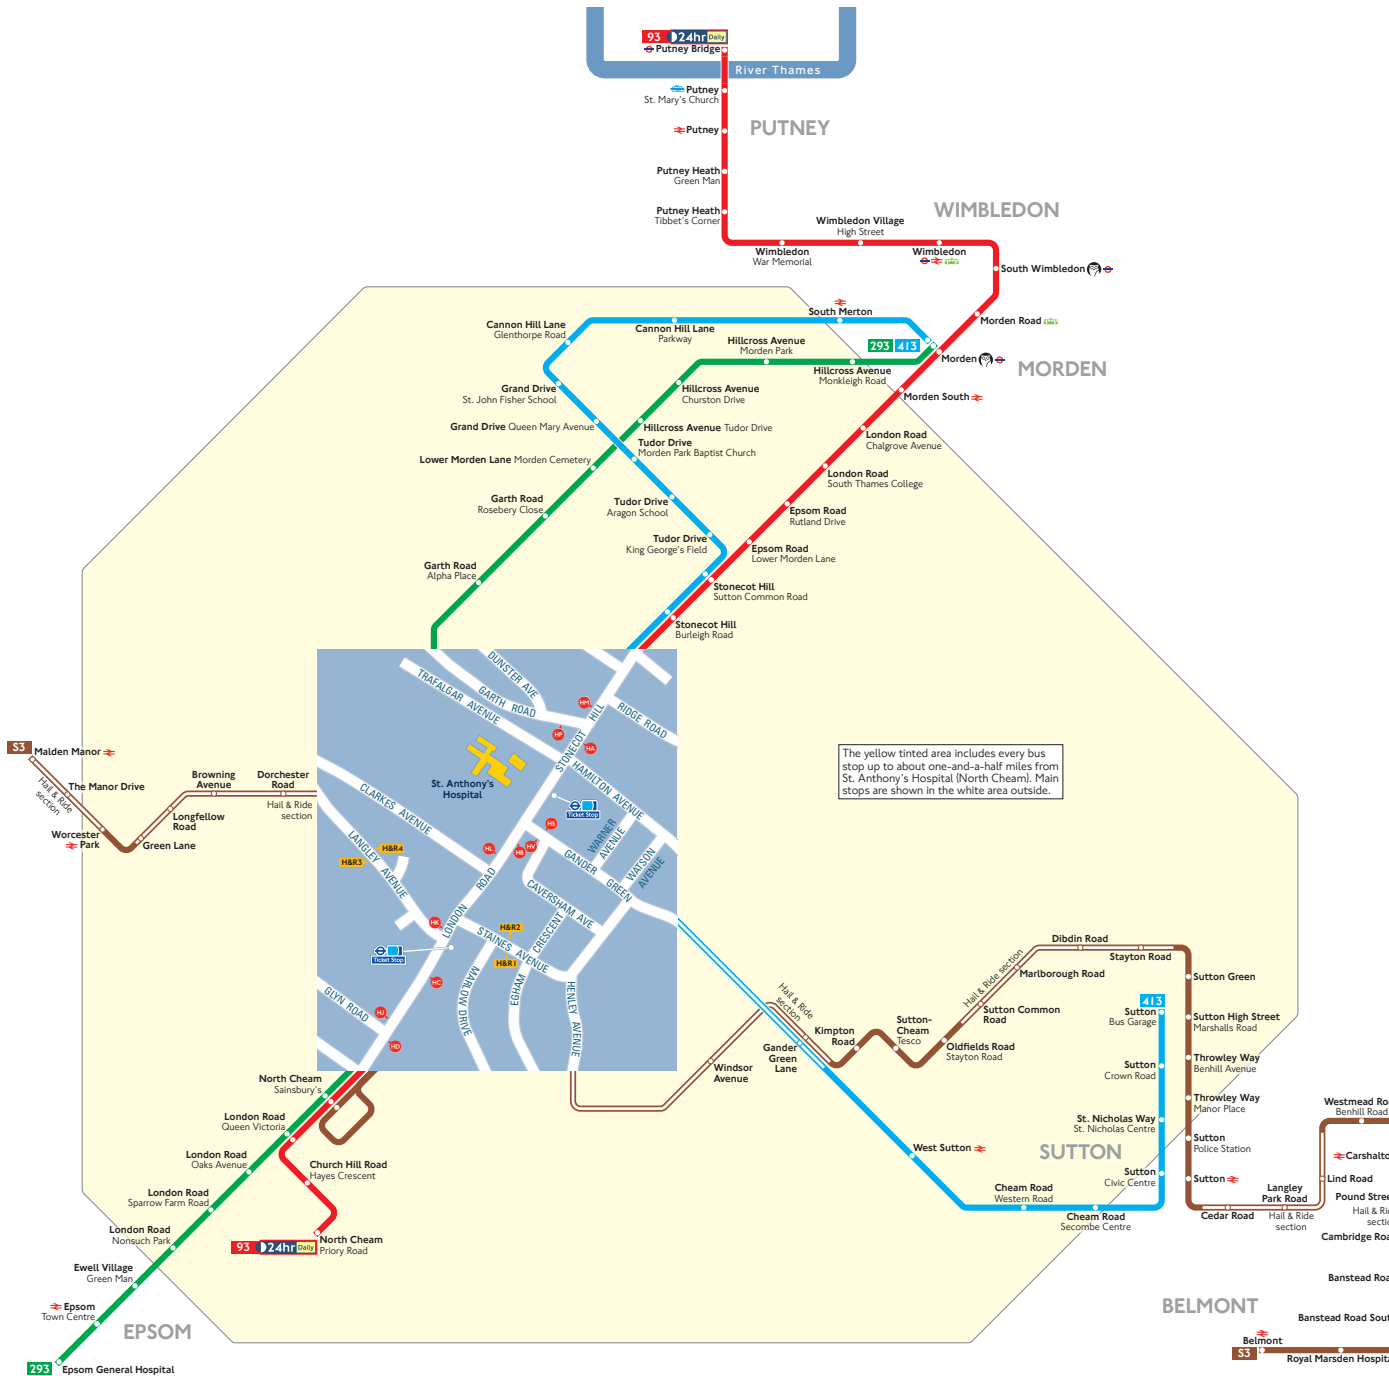 93 24hr Daily
Putney Bridge
River Thames
Putney
St. Mary's Church
PUTNEY
Putney
Putney Heath
Green Man
Putney Heath
Tibbet's Corner
WIMBLEDON
Wimbledon Village
High Street
Wimbledon
War Memorial
Wimbledon
South Wimbledon
Morden Road
South Merton
Cannon Hill Lane
Glenthorpe Road
Cannon Hill Lane
Parkway
Hillcross Avenue
Morden Park
293 413
Morden
MORDEN
Hillcross Avenue
Monkleigh Road
Morden South
Grand Drive
St. John Fisher School
Hillcross Avenue
Churston Drive
Grand Drive Queen Mary Avenue
Hillcross Avenue Tudor Drive
London Road
Chalgrove Avenue
Tudor Drive
Morden Park Baptist Church
Lower Morden Lane Morden Cemetery
London Road
South Thames College
Garth Road
Rosebery Close
Tudor Drive
Aragon School
Epsom Road
Rutland Drive
Tudor Drive
King George's Field
Epsom Road
Lower Morden Lane
Garth Road
Alpha Place
Stonecot Hill
Sutton Common Road
Stonecot Hill
Burleigh Road
DUNSTER AVE
TRAFALGAR AVENUE
GARTH ROAD
HM
RIDGE ROAD
HP
HA
STONECOT HILL
St. Anthony's
Hospital
HAMILTON AVENUE
Ticket Stop
CLARKES AVENUE
HS
WARNER
AVENUE
LANGLEY AVENUE
H&R4
H&R3
HL
HB
HV
GANDER GREEN
WATSON
AVENUE
LONDON ROAD
CAVERSHAM AVE
HK
H&R2
STAINES AVENUE
CRESCENT
Ticket Stop
H&R1
HC
MARLOW DRIVE
EGHAM
HENLEY AVENUE
GLYN ROAD
HJ
HD
The yellow tinted area includes every bus
stop up to about one-and-a-half miles from
St. Anthony's Hospital (North Cheam). Main
stops are shown in the white area outside.
S3
Malden Manor
Hail & Ride
section
The Manor Drive
Worcester
Park
Green Lane
Longfellow
Road
Browning
Avenue
Dorchester
Road
Hail & Ride
section
Windsor
Avenue
Hail & Ride
section
Gander
Green
Lane
Kimpton
Road
Sutton-
Cheam
Tesco
Oldfields Road
Stayton Road
Hail & Ride section
Sutton Common
Road
Marlborough Road
Dibdin Road
Stayton Road
Sutton Green
413
Sutton
Bus Garage
Sutton High Street
Marshalls Road
Sutton
Crown Road
Throwley Way
Benhill Avenue
Throwley Way
Manor Place
St. Nicholas Way
St. Nicholas Centre
Sutton
Police Station
SUTTON
West Sutton
Sutton
Civic Centre
Sutton
Cheam Road
Western Road
Cheam Road
Secombe Centre
Cedar Road
Langley
Park Road
Hail & Ride
section
Lind Road
Westmead Roa
Benhill Road
Carshalto
Pound Stree
Hail & Ri
secti
Cambridge Roa
Banstead Roa
Banstead Road Sout
BELMONT
Belmont
S3
Royal Marsden Hospita
North Cheam
Sainsbury's
London Road
Queen Victoria
London Road
Oaks Avenue
Church Hill Road
Hayes Crescent
London Road
Sparrow Farm Road
London Road
Nonsuch Park
North Cheam
Priory Road
93 24hr Daily
Ewell Village
Green Man
Epsom
Town Centre
EPSOM
293
Epsom General Hospital